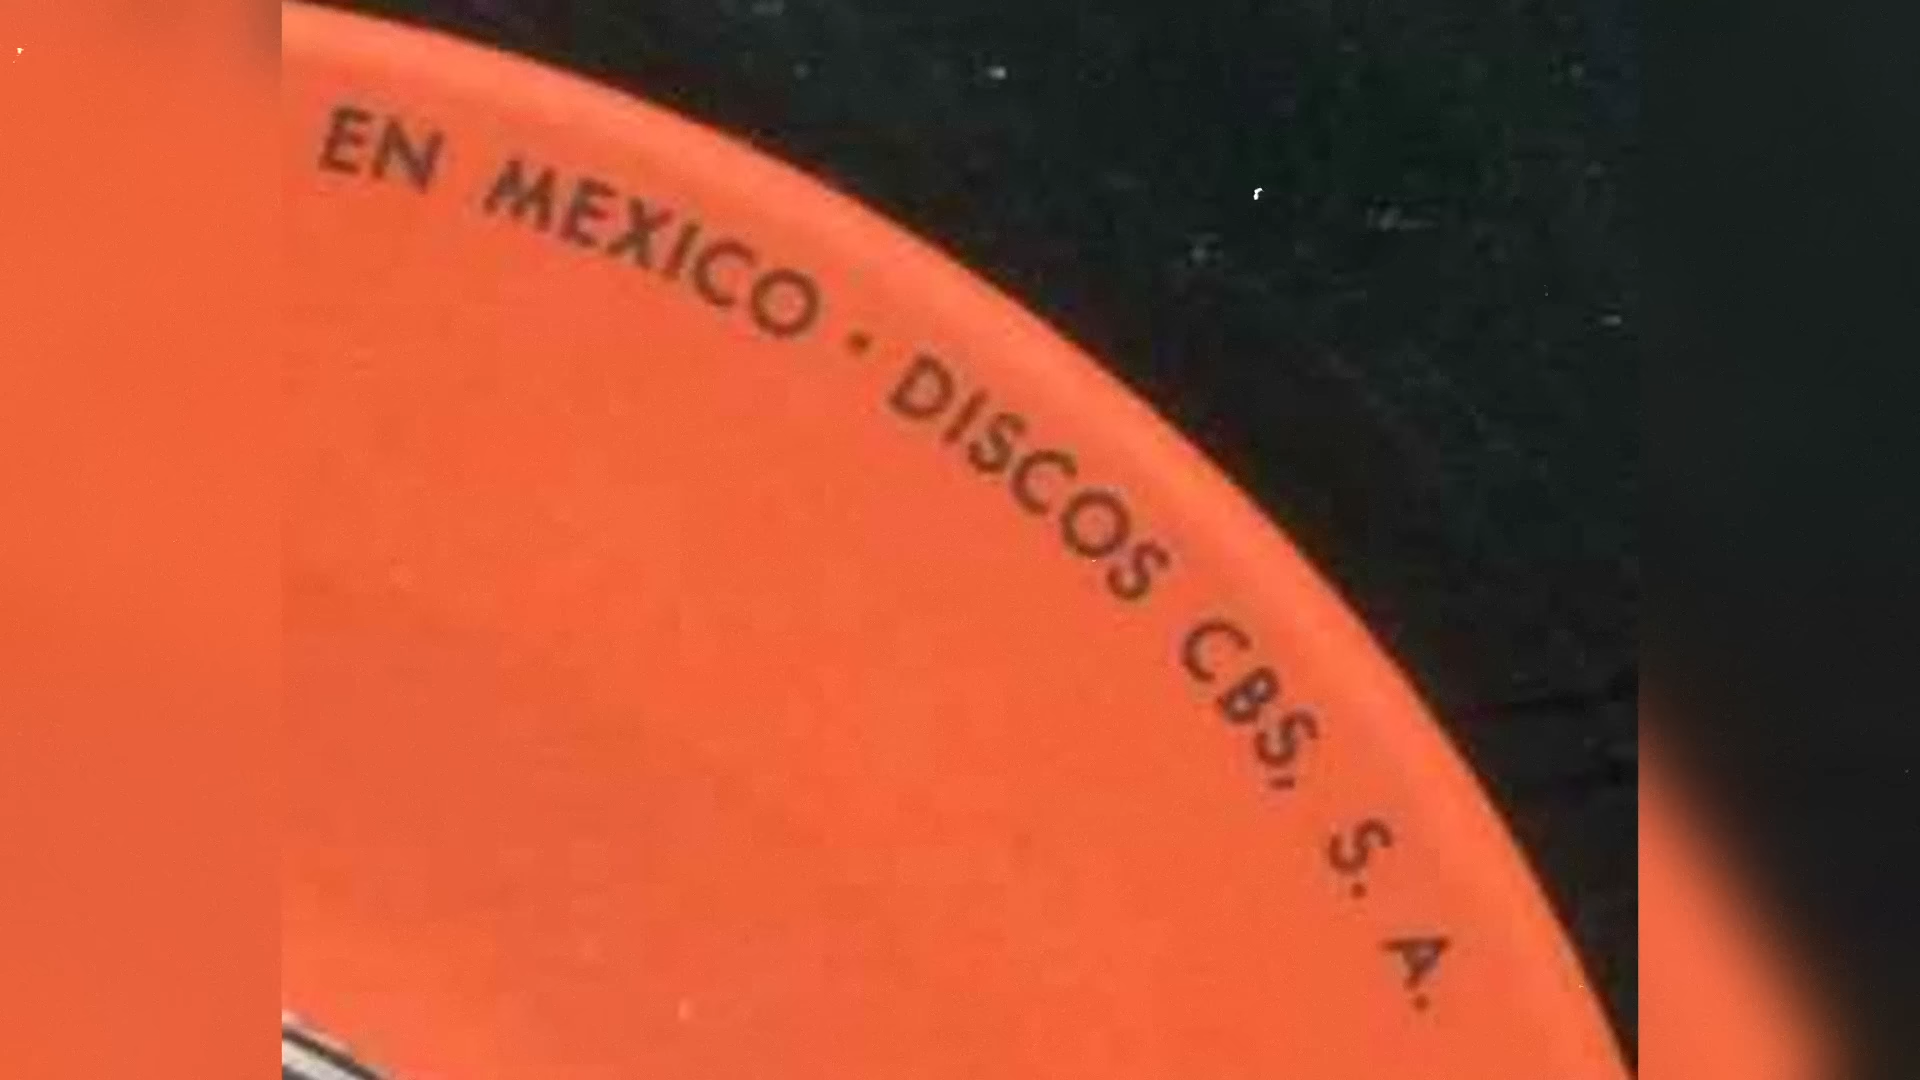 EN MEXICO · DISCOS CBS, S. A.